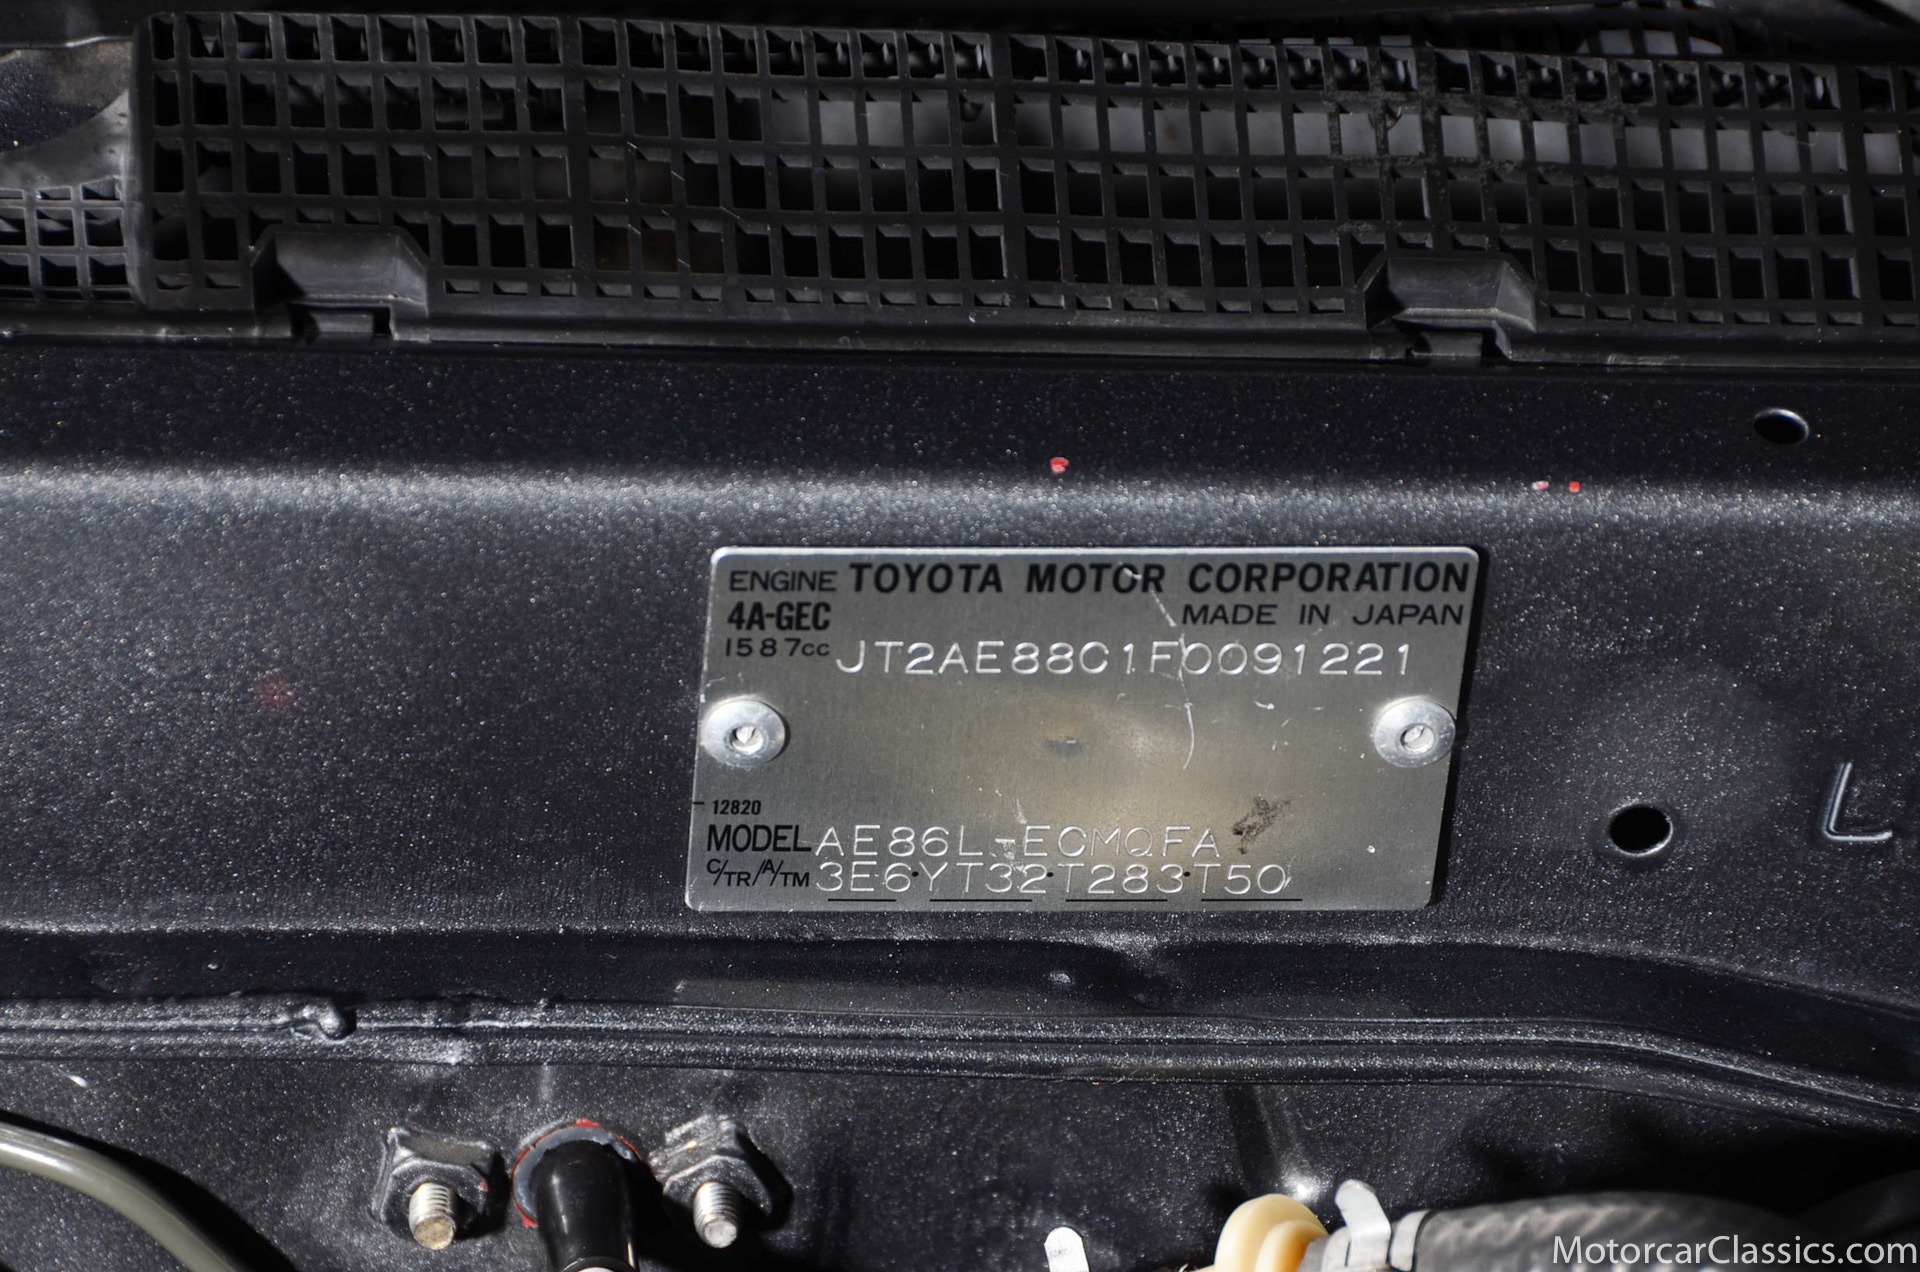 ENGINE TOYOTA MOTOR CORPORATION
4A-GEC MADE IN JAPAN
1587cc JT2AE88C1F0091221
12820
MODEL AE86L-ECMQFA
C/TR/A/TM 3E6·YT32·T283·T50
L
MotorcarClassics.com